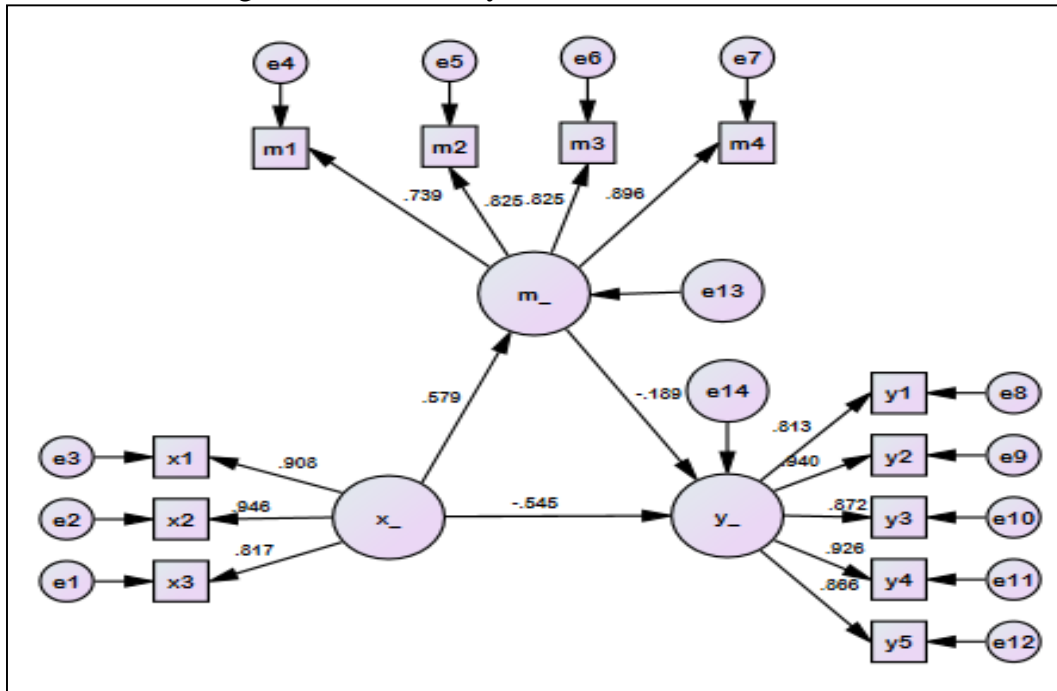 e4
e5
e6
e7
m1
m2
m3
m4
.739
.825
.825
.896
m_
e13
.579
-.189
e14
y1
e8
.813
e3
x1
.908
.940
y2
e9
e2
x2
.946
x_
-.545
y_
.872
y3
e10
.817
.926
e1
x3
y4
e11
.866
y5
e12